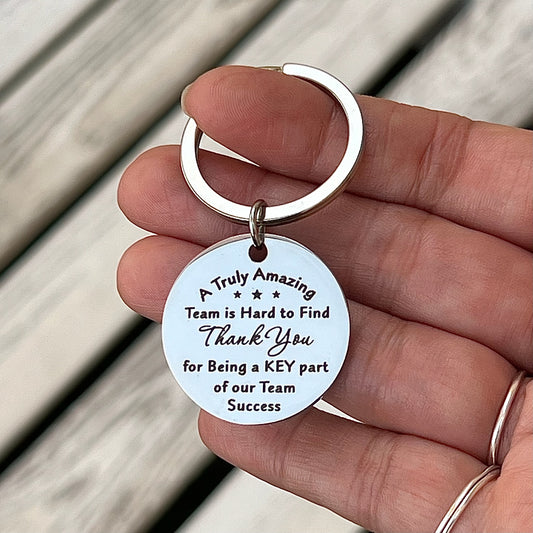 A Truly Amazing
Team is Hard to Find
Thank You
for Being a KEY part
of our Team
Success